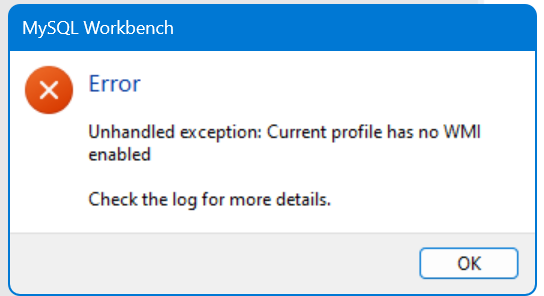 MySQL Workbench
Error
Unhandled exception: Current profile has no WMI
enabled
Check the log for more details.
OK